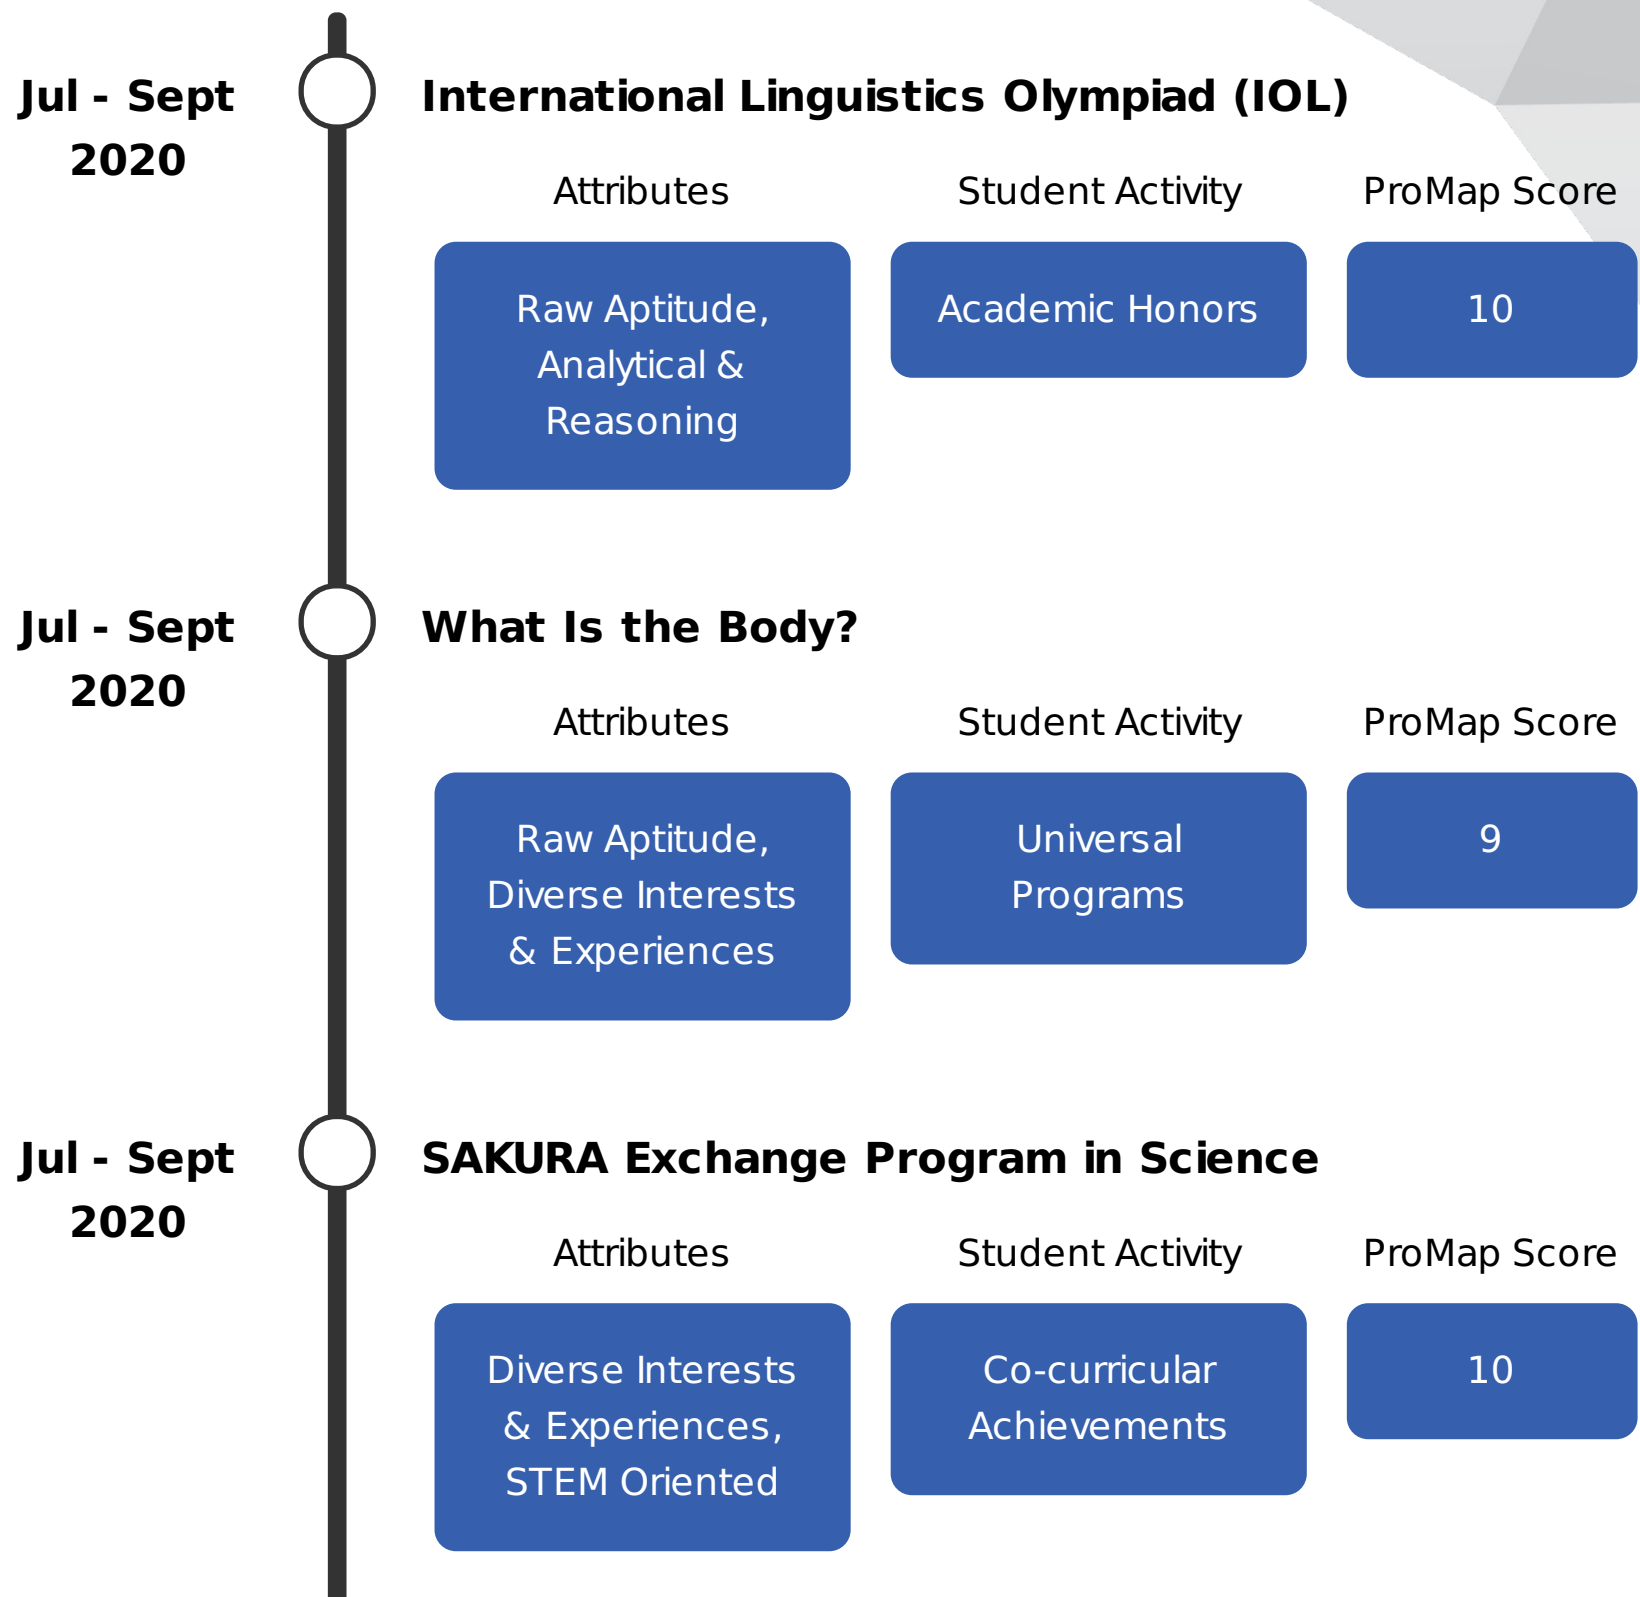 Jul - Sept
2020
International Linguistics Olympiad (IOL)
Attributes
Student Activity
ProMap Score
Raw Aptitude,
Analytical &
Reasoning
Academic Honors
10
Jul - Sept
2020
What Is the Body?
Attributes
Student Activity
ProMap Score
Raw Aptitude,
Diverse Interests
& Experiences
Universal
Programs
9
Jul - Sept
2020
SAKURA Exchange Program in Science
Attributes
Student Activity
ProMap Score
Diverse Interests
& Experiences,
STEM Oriented
Co-curricular
Achievements
10